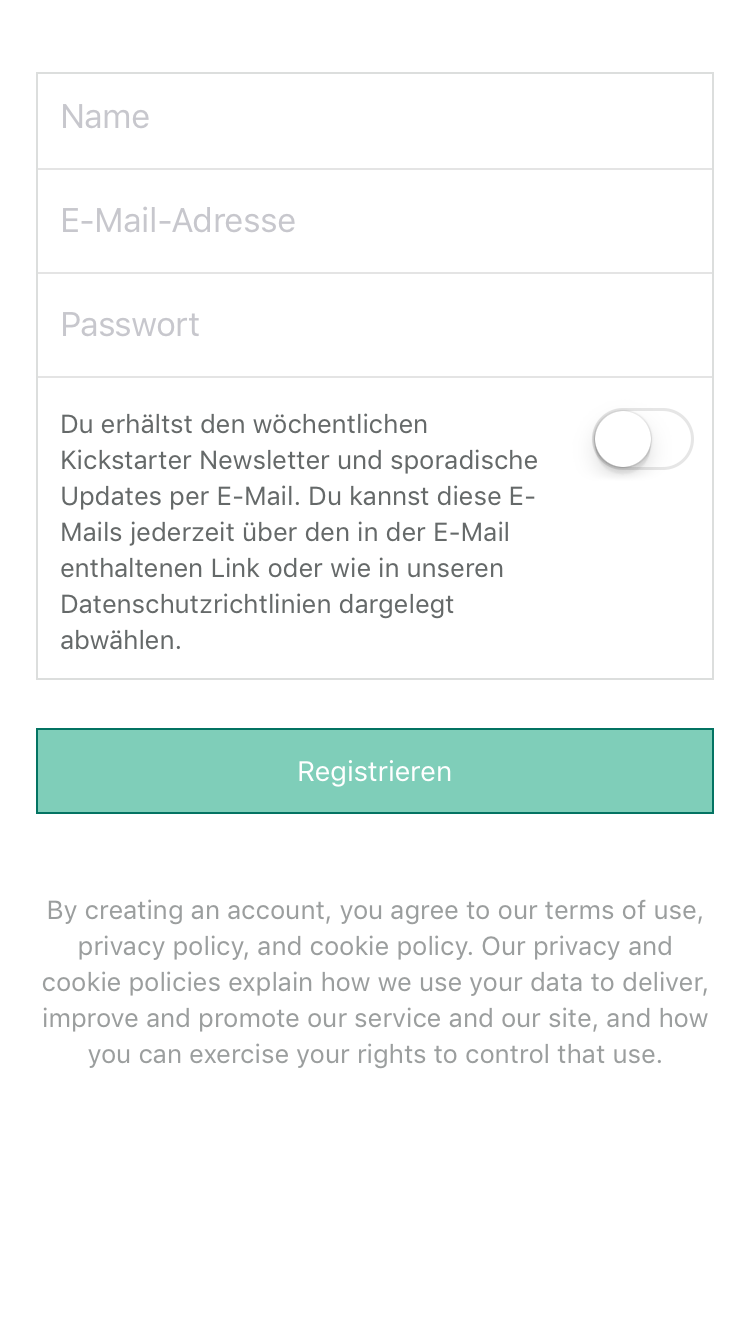 Name
E-Mail-Adresse
Passwort
Du erhältst den wöchentlichen
Kickstarter Newsletter und sporadische
Updates per E-Mail. Du kannst diese E-
Mails jederzeit über den in der E-Mail
enthaltenen Link oder wie in unseren
Datenschutzrichtlinien dargelegt
abwählen.
Registrieren
By creating an account, you agree to our terms of use,
privacy policy, and cookie policy. Our privacy and
cookie policies explain how we use your data to deliver,
improve and promote our service and our site, and how
you can exercise your rights to control that use.